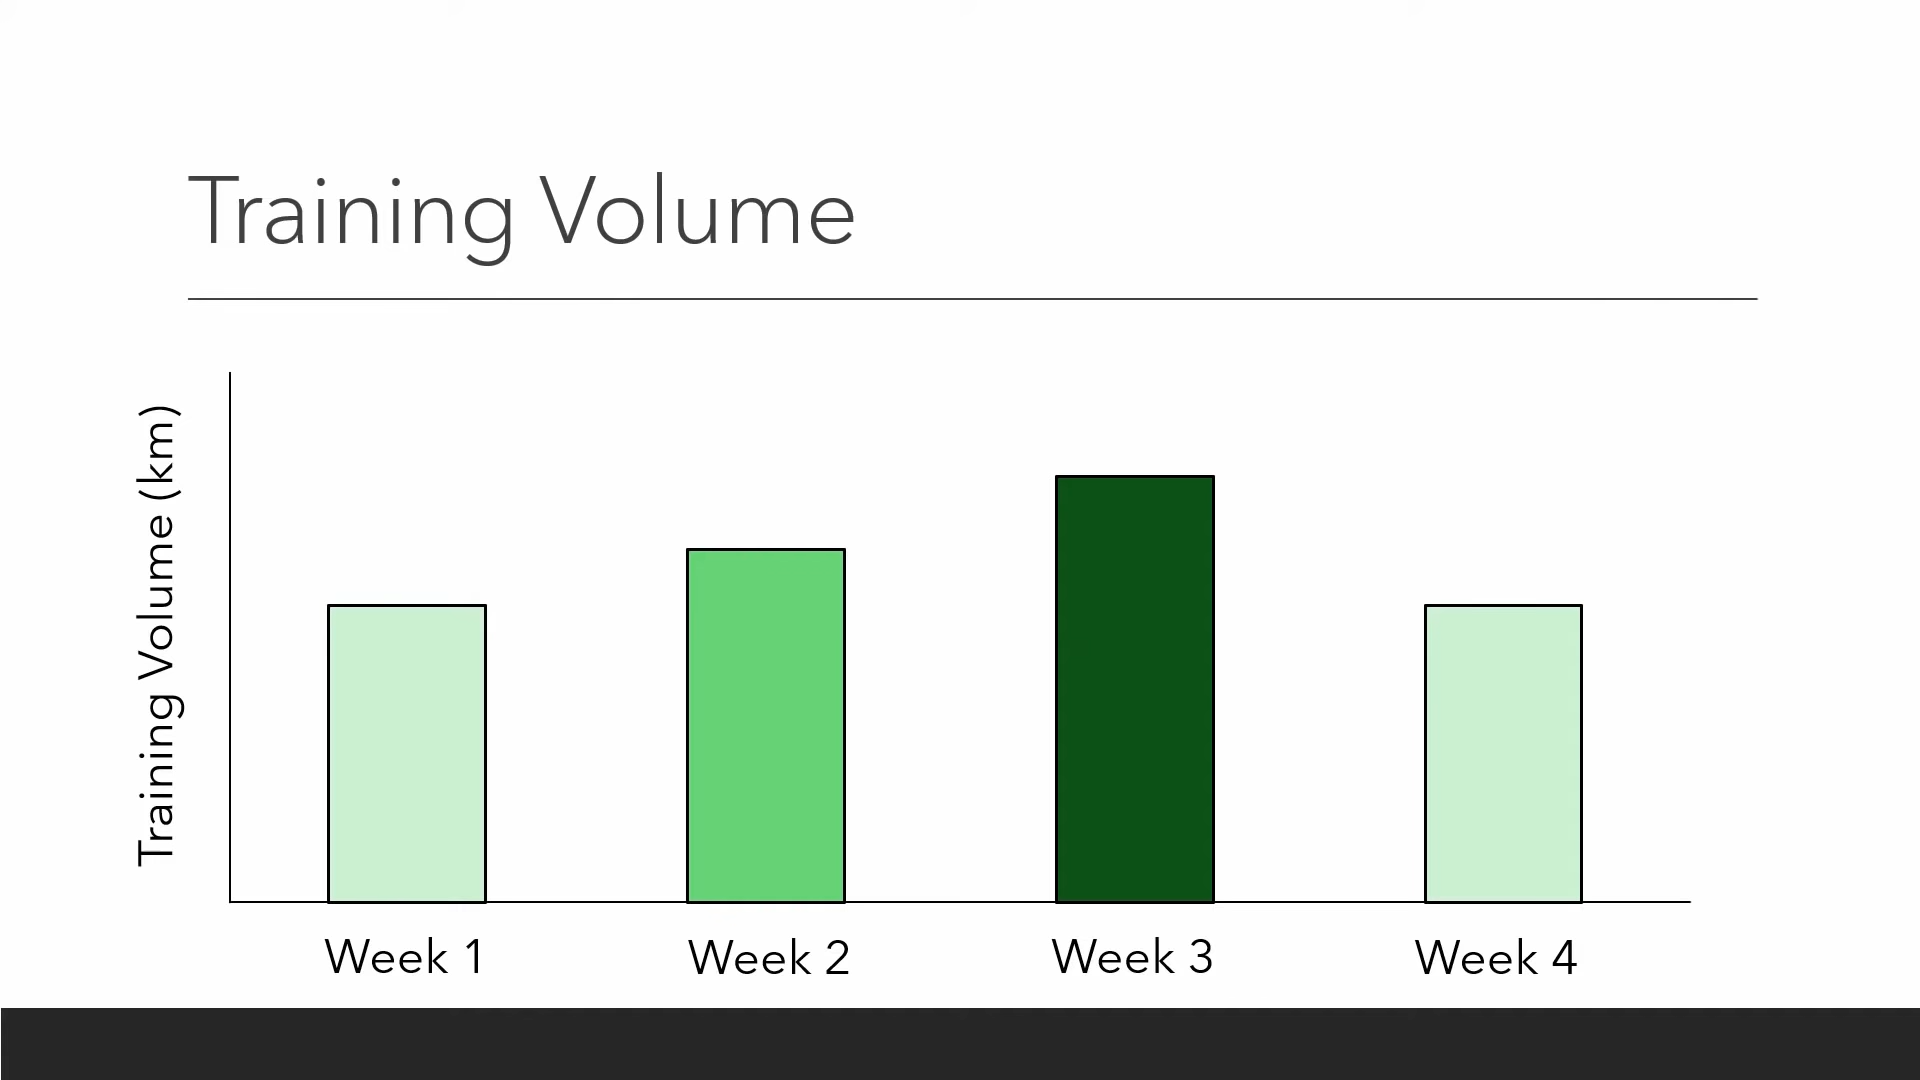 Training Volume
Training Volume (km)
Week 1
Week 2
Week 3
Week 4